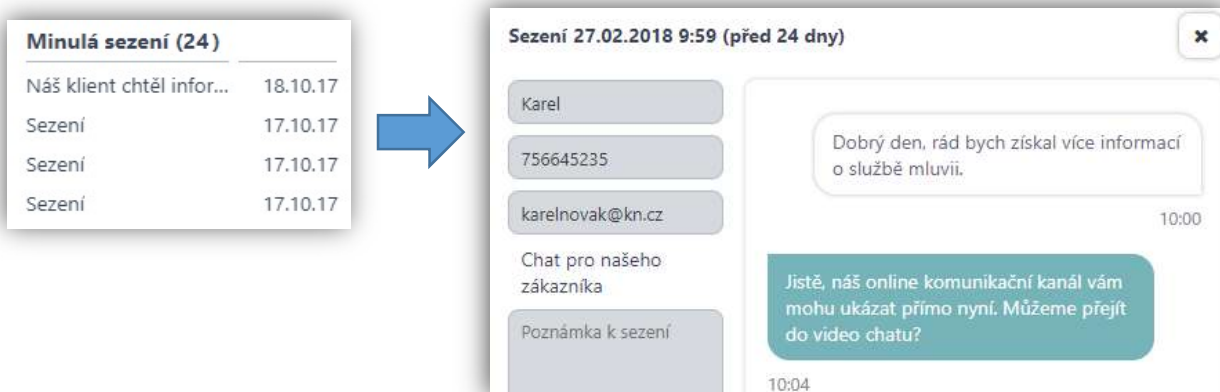 Minulá sezení (24)
Náš klient chtěl infor... 18.10.17
Sezení 17.10.17
Sezení 17.10.17
Sezení 17.10.17
Sezení 27.02.2018 9:59 (před 24 dny)
Karel
756645235
karelnovak@kn.cz
Chat pro našeho
zákazníka
Poznámka k sezení
Dobrý den, rád bych získal více informací
o službě mluvii.
10:00
Jistě, náš online komunikační kanál vám
mohu ukázat přímo nyní. Můžeme přejít
do video chatu?
10:04